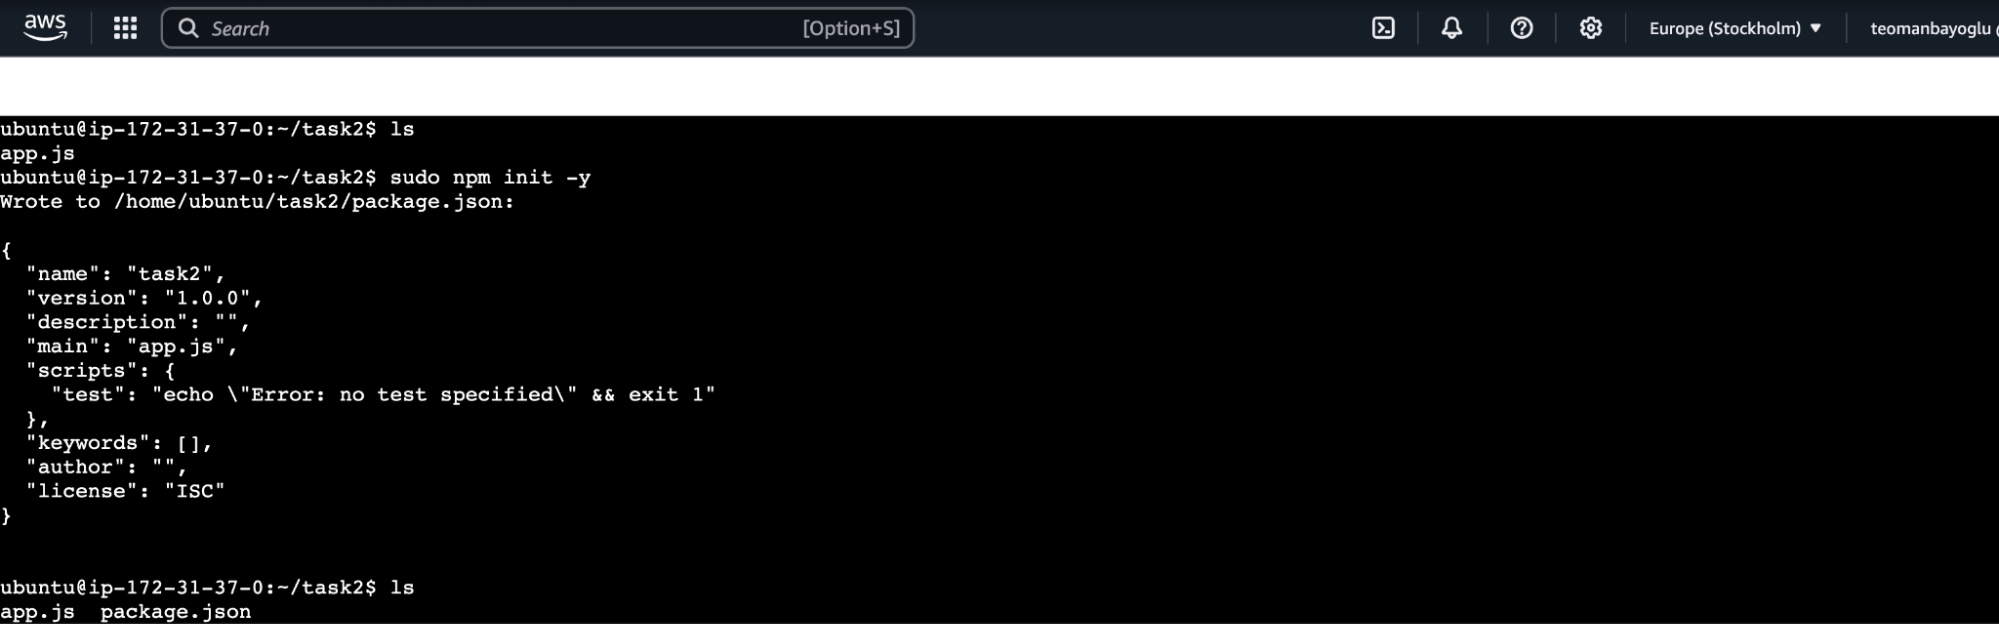 aws
Search [Option+S] Europe (Stockholm) teomanbayoglu
ubuntu@ip-172-31-37-0:~/task2$ ls
app.js
ubuntu@ip-172-31-37-0:~/task2$ sudo npm init -y
Wrote to /home/ubuntu/task2/package.json:
{
  "name": "task2",
  "version": "1.0.0",
  "description": "",
  "main": "app.js",
  "scripts": {
    "test": "echo \"Error: no test specified\" && exit 1"
  },
  "keywords": [],
  "author": "",
  "license": "ISC"
}
ubuntu@ip-172-31-37-0:~/task2$ ls
app.js  package.json